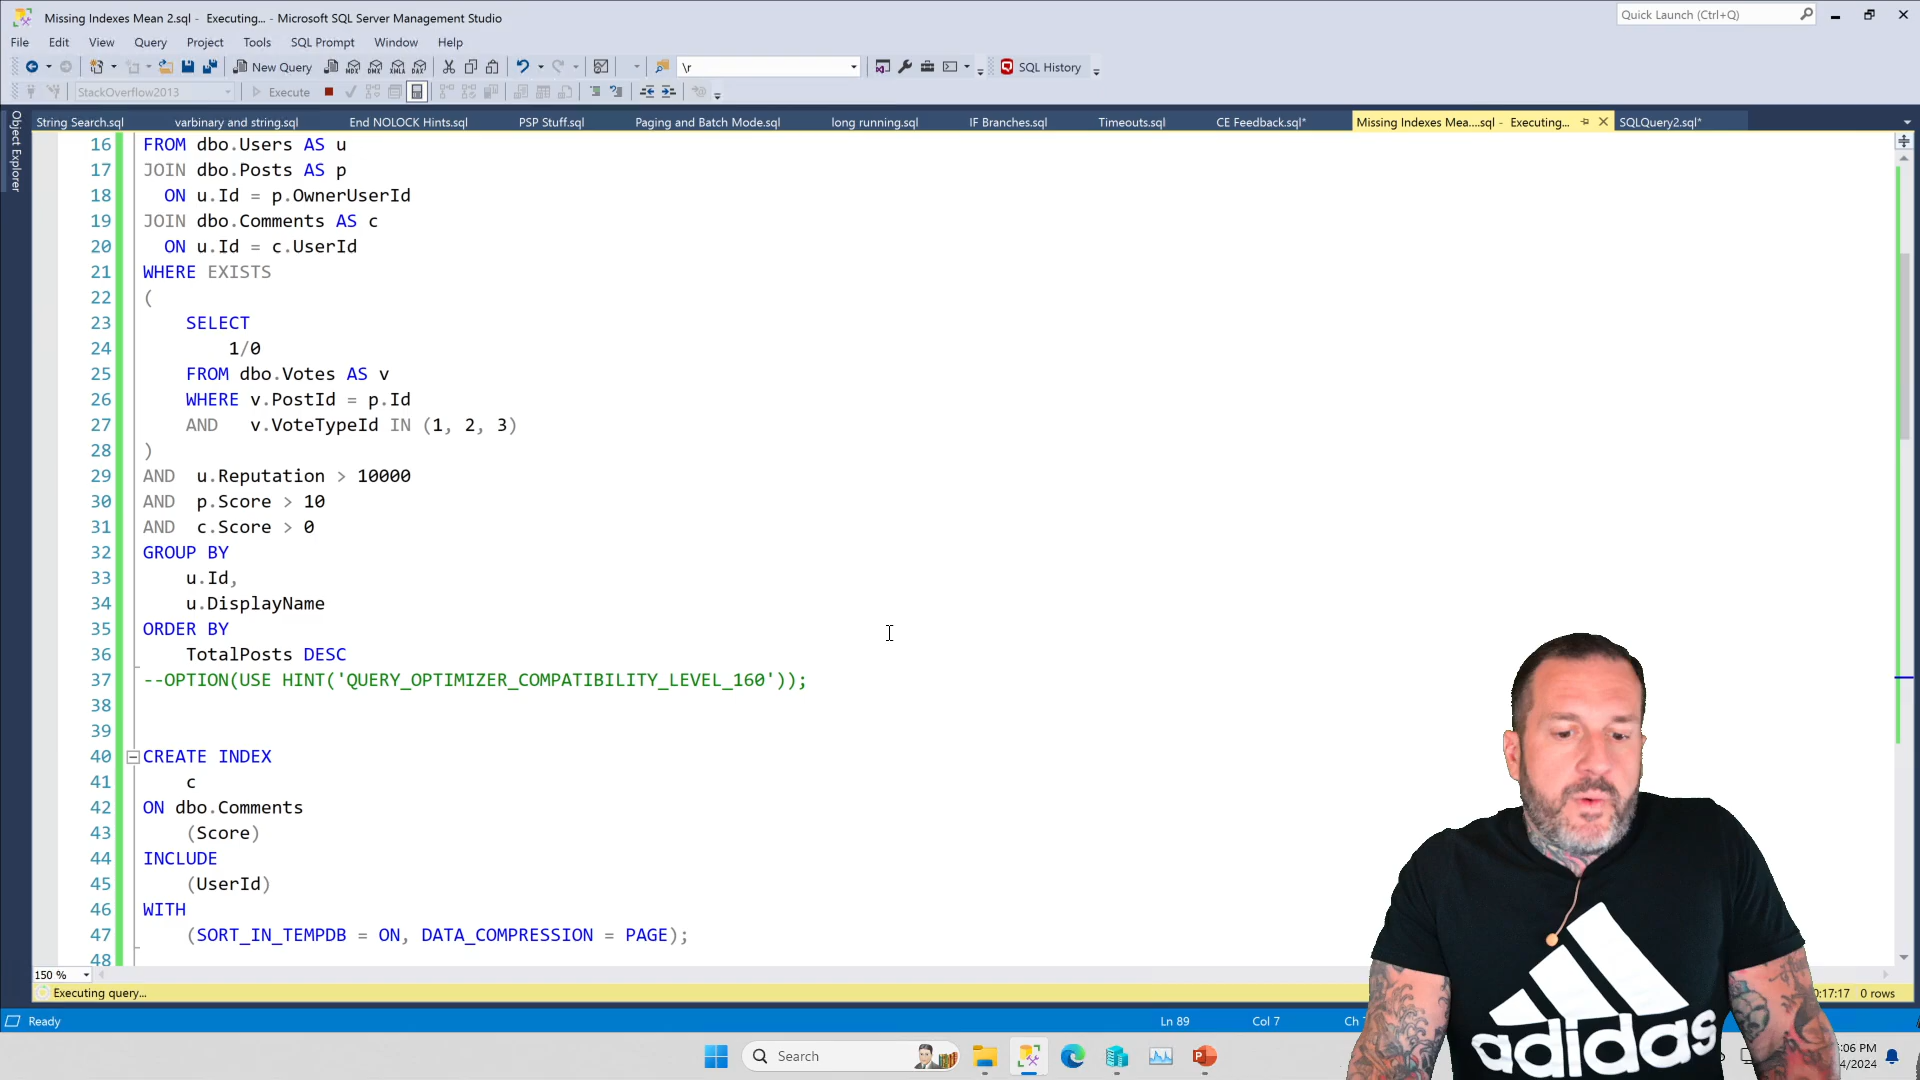 Missing Indexes Mean 2.sql - Executing... - Microsoft SQL Server Management Studio
Quick Launch (Ctrl+Q)
File Edit View Query Project Tools SQL Prompt Window Help
New Query
\r
SQL History
StackOverflow2013
Execute
String Search.sql varbinary and string.sql End NOLOCK Hints.sql PSP Stuff.sql Paging and Batch Mode.sql long running.sql IF Branches.sql Timeouts.sql CE Feedback.sql* Missing Indexes Mea....sql - Executing... SQLQuery2.sql*
Object Explorer
16 FROM dbo.Users AS u
17 JOIN dbo.Posts AS p
18 ON u.Id = p.OwnerUserId
19 JOIN dbo.Comments AS c
20 ON u.Id = c.UserId
21 WHERE EXISTS
22 (
23 SELECT
24 1/0
25 FROM dbo.Votes AS v
26 WHERE v.PostId = p.Id
27 AND v.VoteTypeId IN (1, 2, 3)
28 )
29 AND u.Reputation > 10000
30 AND p.Score > 10
31 AND c.Score > 0
32 GROUP BY
33 u.Id,
34 u.DisplayName
35 ORDER BY
36 TotalPosts DESC
37 --OPTION(USE HINT('QUERY_OPTIMIZER_COMPATIBILITY_LEVEL_160'));
38
39
40 CREATE INDEX
41 c
42 ON dbo.Comments
43 (Score)
44 INCLUDE
45 (UserId)
46 WITH
47 (SORT_IN_TEMPDB = ON, DATA_COMPRESSION = PAGE);
48
150 %
Executing query...
:17:17 0 rows
Ready
Ln 89 Col 7
Search
:06 PM
/2024
adidas